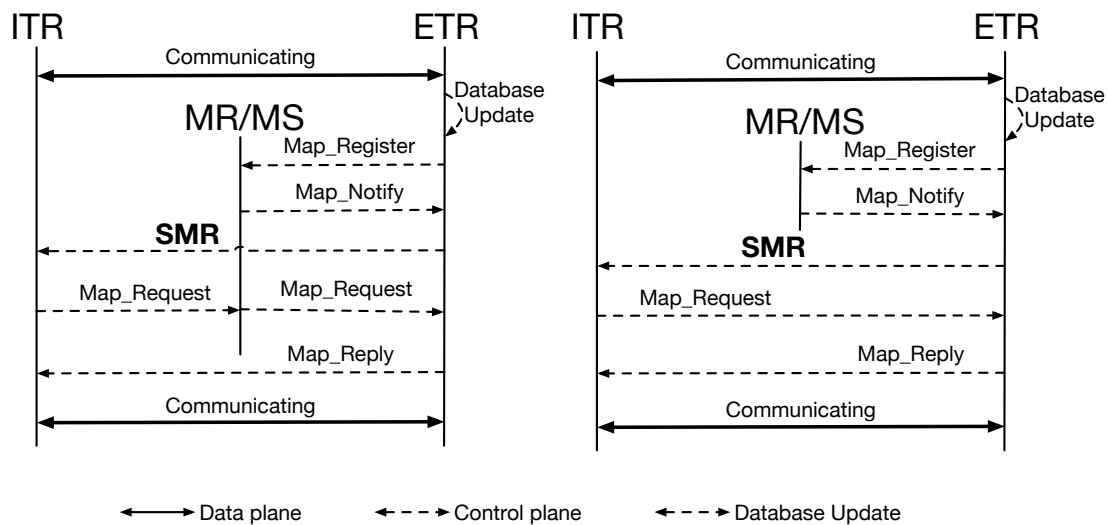 ITR
ETR
Communicating
Database
Update
MR/MS
Map_Register
Map_Notify
SMR
Map_Request
Map_Request
Map_Reply
Communicating
ITR
ETR
Communicating
Database
Update
MR/MS
Map_Register
Map_Notify
SMR
Map_Request
Map_Reply
Communicating
Data plane
Control plane
Database Update